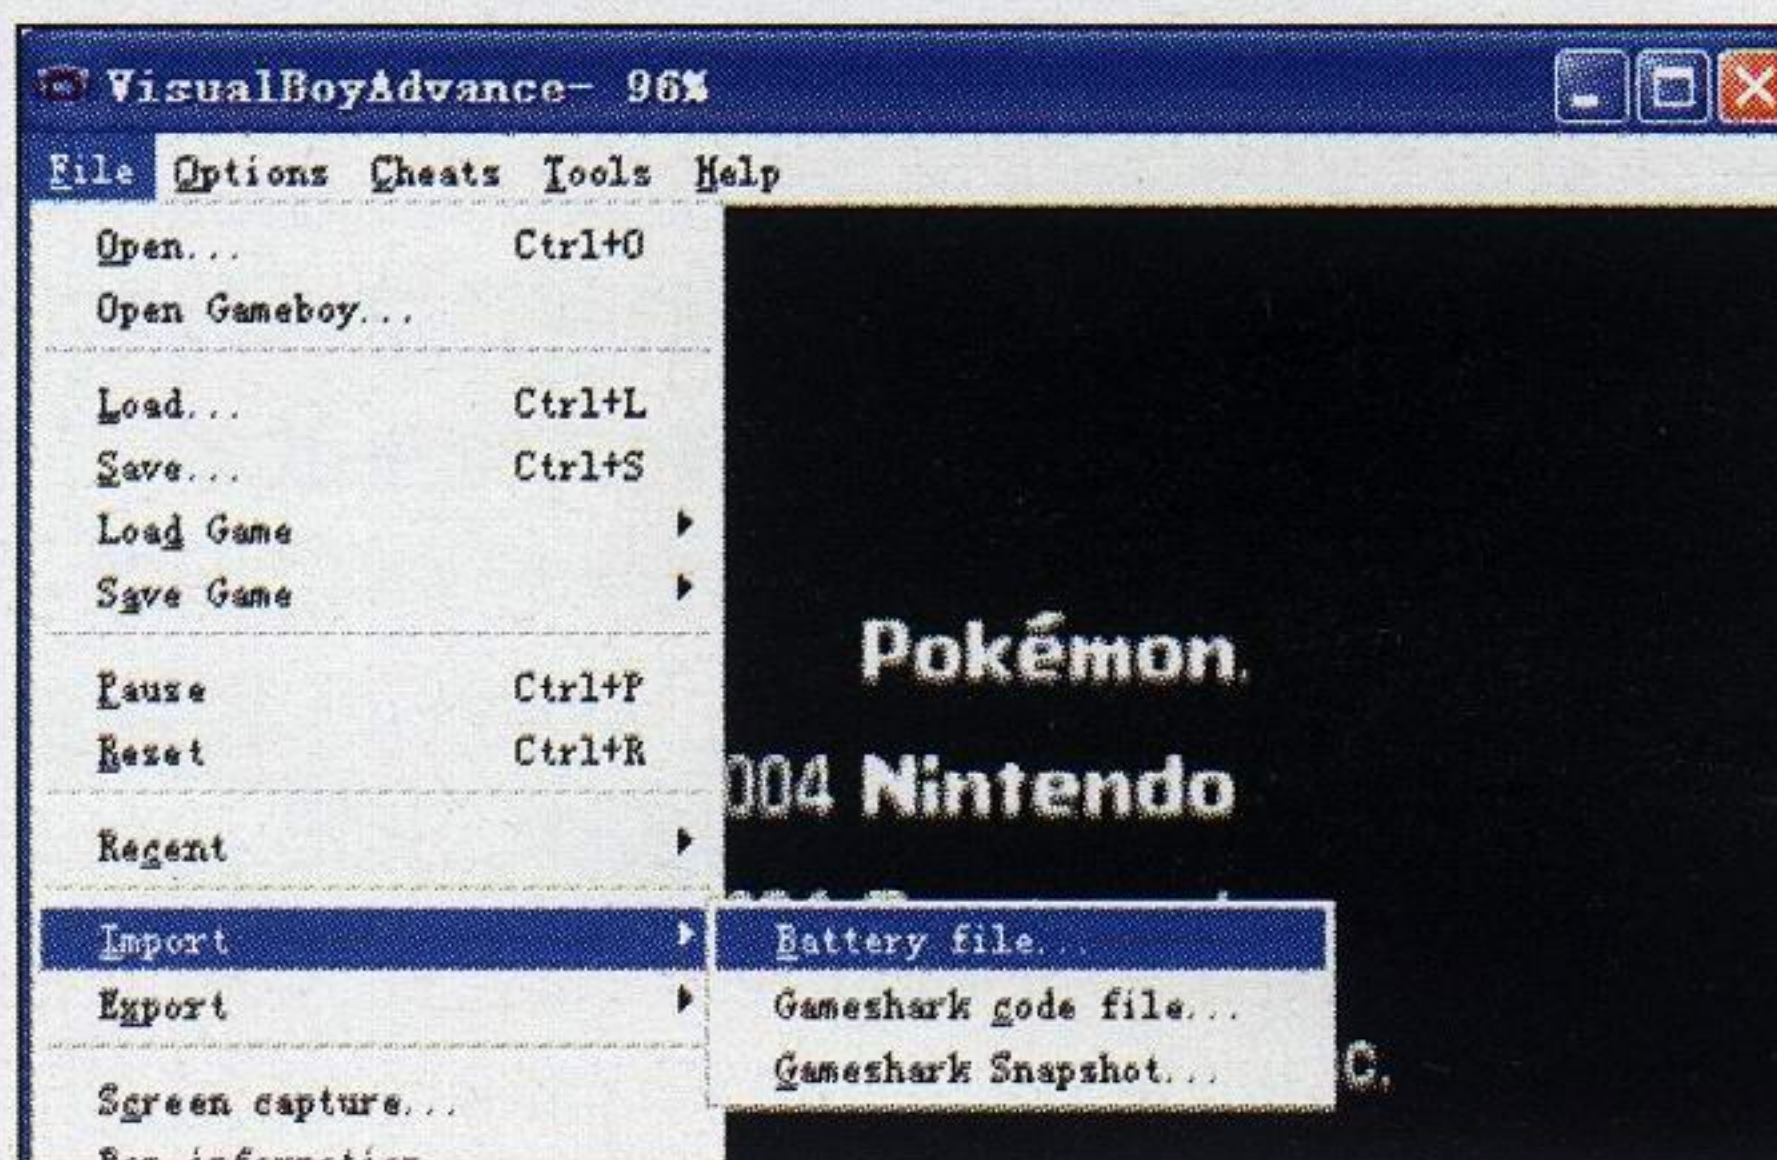 VisualBoyAdvance- 96%
File Options Cheats Tools Help
Open... Ctrl+O
Open Gameboy...
Load... Ctrl+L
Save... Ctrl+S
Load Game
Save Game
Pokémon.
Pause Ctrl+P
Reset Ctrl+R
004 Nintendo
Recent
Import
Battery file...
Export
Gameshark code file...
Gameshark Snapshot...
C.
Screen capture...